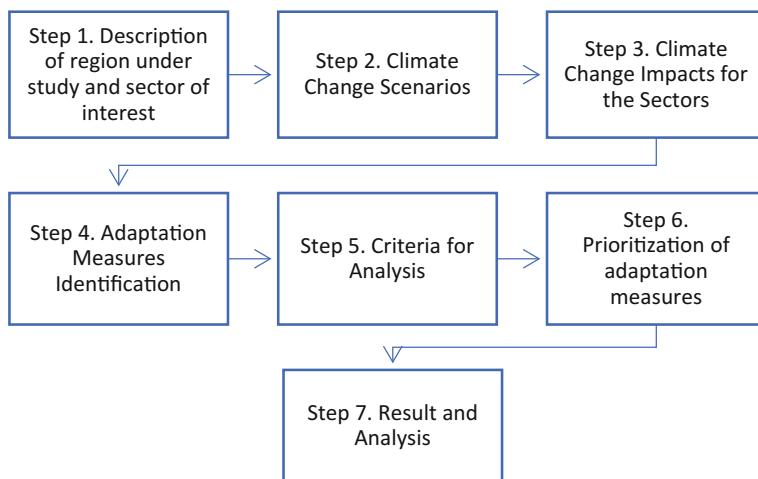 Step 1. Description
of region under
study and sector of
interest
Step 2. Climate
Change Scenarios
Step 3. Climate
Change Impacts for
the Sectors
Step 4. Adaptation
Measures
Identification
Step 5. Criteria for
Analysis
Step 6.
Prioritization of
adaptation
measures
Step 7. Result and
Analysis